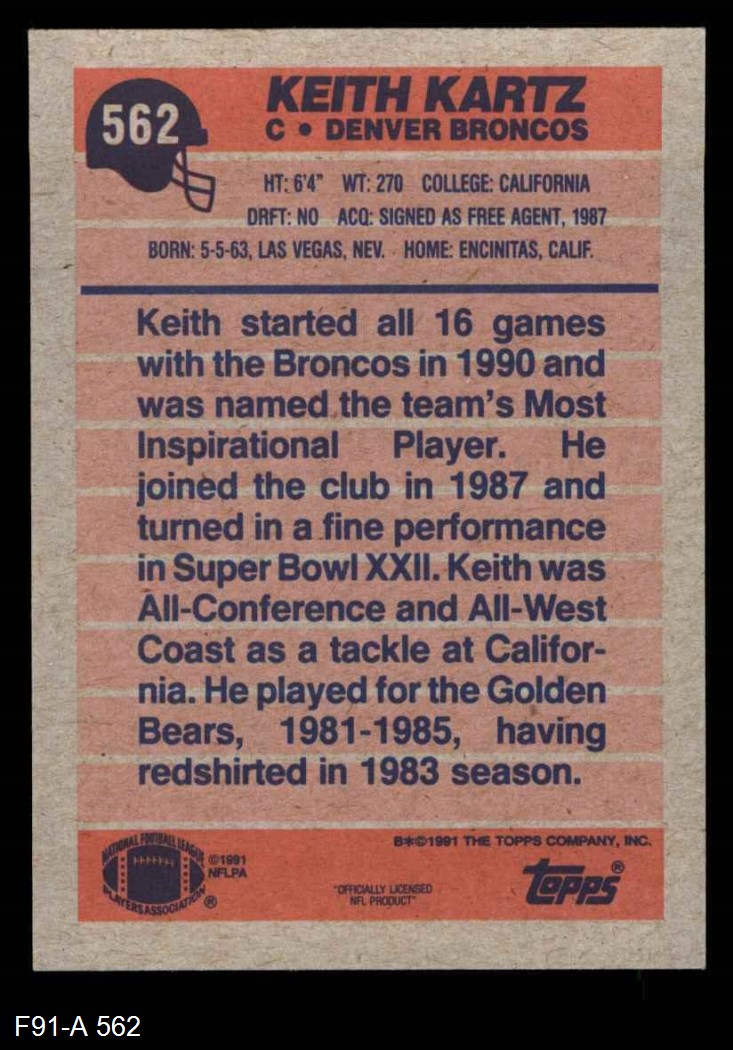 562
KEITH KARTZ
C • DENVER BRONCOS
HT: 6'4" WT: 270 COLLEGE: CALIFORNIA
DRFT: NO ACQ: SIGNED AS FREE AGENT, 1987
BORN: 5-5-63, LAS VEGAS, NEV. HOME: ENCINITAS, CALIF.
Keith started all 16 games
with the Broncos in 1990 and
was named the team's Most
Inspirational Player. He
joined the club in 1987 and
turned in a fine performance
in Super Bowl XXII. Keith was
All-Conference and All-West
Coast as a tackle at Califor-
nia. He played for the Golden
Bears, 1981-1985, having
redshirted in 1983 season.
B*©1991 THE TOPPS COMPANY, INC.
NATIONAL FOOTBALL LEAGUE
PLAYERS ASSOCIATION ®
©1991
NFLPA
"OFFICIALLY LICENSED
NFL PRODUCT"
topps®
F91-A 562